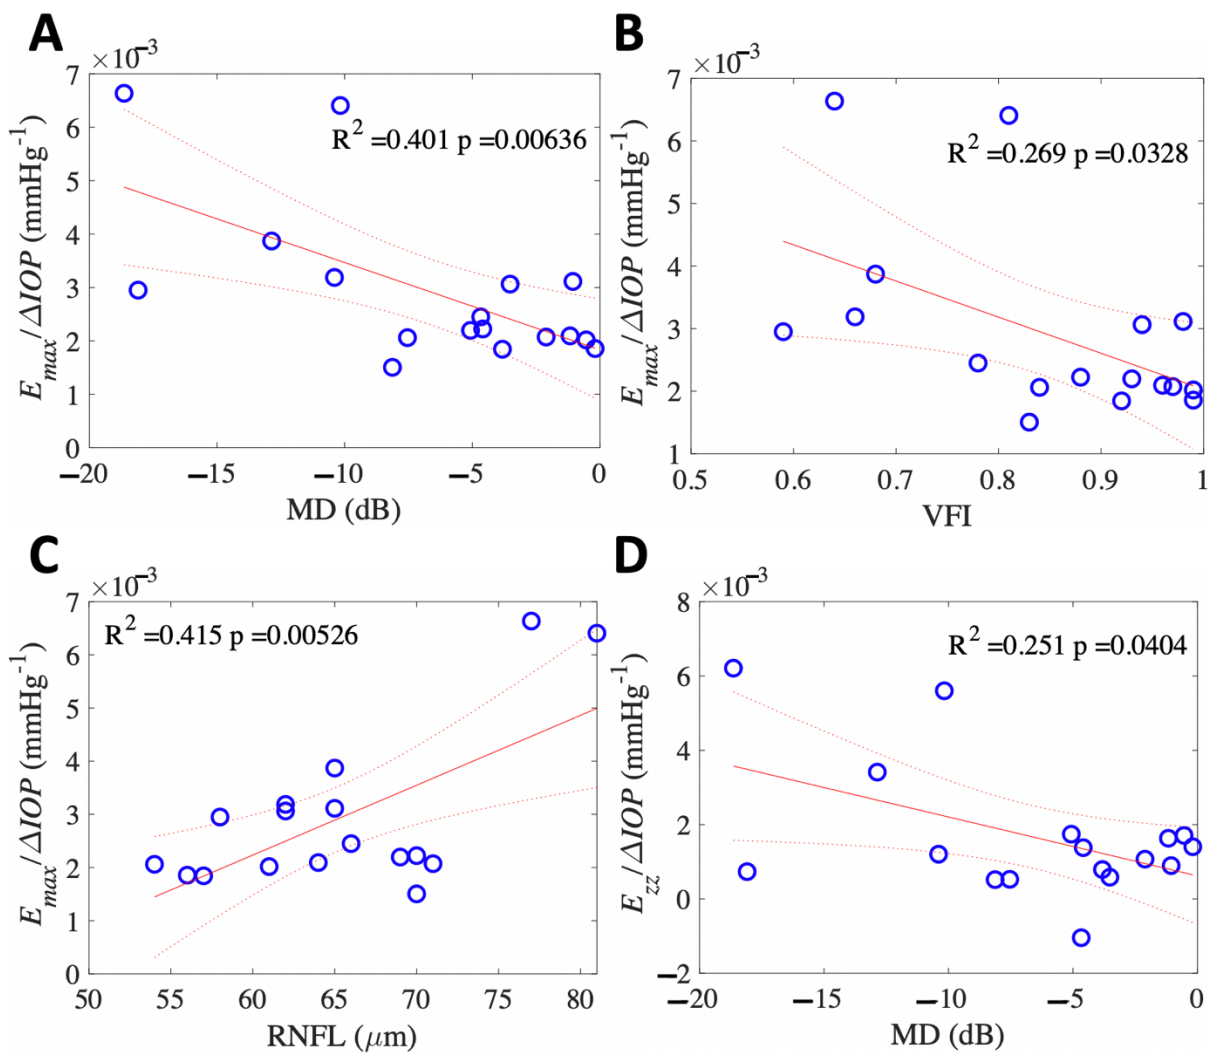 A
×10⁻³
7
6
5
4
3
2
1
0
R² =0.401 p =0.00636
E_max/ΔIOP (mmHg⁻¹)
−20 −15 −10 −5 0
MD (dB)
B
×10⁻³
7
6
5
4
3
2
1
R² =0.269 p =0.0328
E_max/ΔIOP (mmHg⁻¹)
0.5 0.6 0.7 0.8 0.9 1
VFI
C
×10⁻³
7
6
5
4
3
2
1
0
R² =0.415 p =0.00526
E_max/ΔIOP (mmHg⁻¹)
50 55 60 65 70 75 80
RNFL (μm)
D
×10⁻³
8
6
4
2
0
−2
R² =0.251 p =0.0404
E_zz/ΔIOP (mmHg⁻¹)
−20 −15 −10 −5 0
MD (dB)